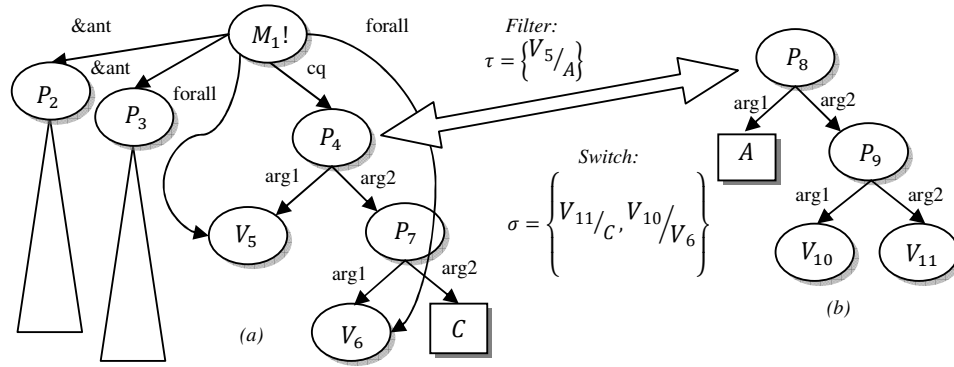 &ant
M1!
forall
Filter:
τ = {V5/A}
P8
P2
&ant
P3
forall
cq
P4
arg1
arg2
A
P9
arg1
arg2
Switch:
σ = {V11/C, V10/V6}
arg1
arg2
V5
P7
V10
V11
arg1
arg2
(a)
V6
C
(b)